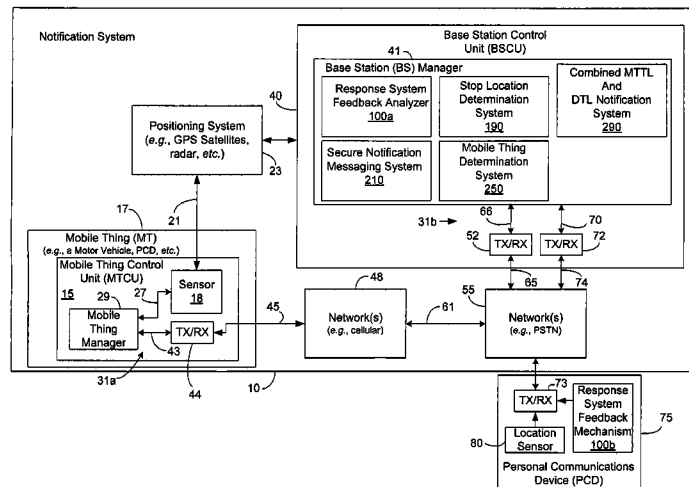 Notification System
Base Station Control
Unit (BSCU)
41
Base Station (BS) Manager
40
Response System
Feedback Analyzer
100a
Stop Location
Determination
System
190
Combined MTTL
And
DTL Notification
System
290
Positioning System
(e.g., GPS Satellites,
radar, etc.)
23
Secure Notification
Messaging System
210
Mobile Thing
Determination
System
250
17
21
31b
66
70
52
TX/RX
TX/RX
72
Mobile Thing (MT)
(e.g., a Motor Vehicle, PCD, etc.)
Mobile Thing Control
Unit (MTCU)
15
29
27
Sensor
18
Mobile
Thing
Manager
43
TX/RX
44
31a
45
48
Network(s)
(e.g., cellular)
61
55
65
74
Network(s)
(e.g., PSTN)
10
73
TX/RX
Response
System
Feedback
Mechanism
100b
75
80
Location
Sensor
Personal Communications
Device (PCD)